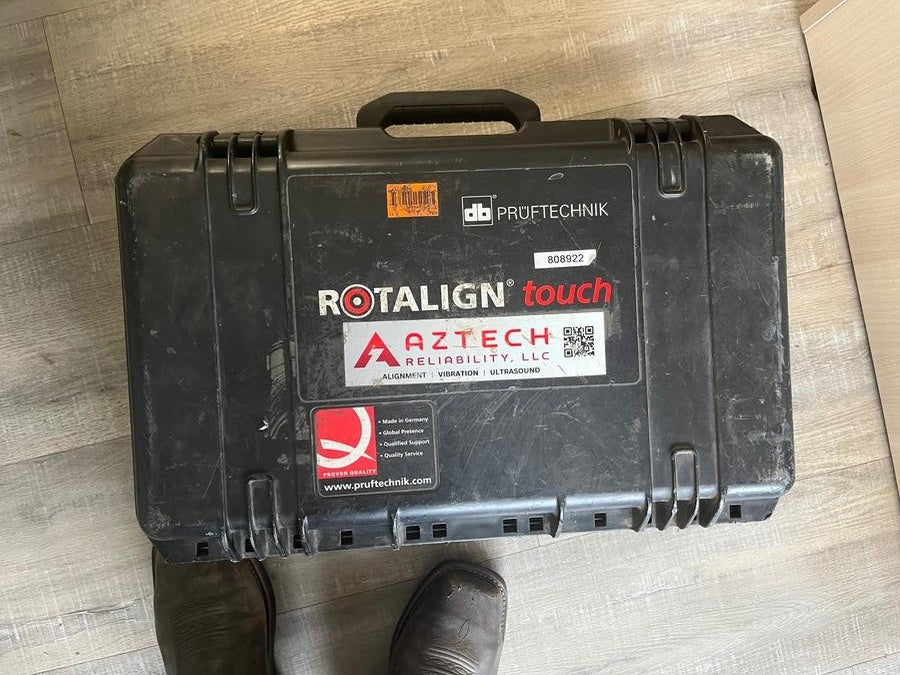 db® PRÜFTECHNIK
808922
ROTALIGN® touch
AZTECH
RELIABILITY, LLC
ALIGNMENT | VIBRATION | ULTRASOUND
• Made in Germany
• Global Presence
• Qualified Support
• Quality Service
PROVEN QUALITY
www.pruftechnik.com